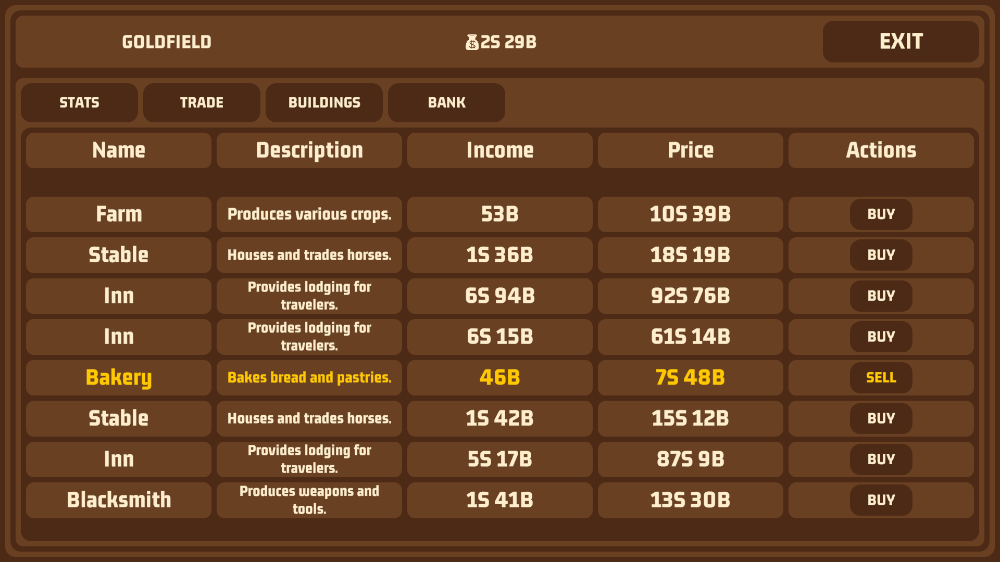 GOLDFIELD
2S 29B
EXIT
STATS
TRADE
BUILDINGS
BANK
Name
Description
Income
Price
Actions
Farm
Produces various crops.
53B
10S 39B
BUY
Stable
Houses and trades horses.
1S 36B
18S 19B
BUY
Inn
Provides lodging for
travelers.
6S 94B
92S 76B
BUY
Inn
Provides lodging for
travelers.
6S 15B
61S 14B
BUY
Bakery
Bakes bread and pastries.
46B
7S 48B
SELL
Stable
Houses and trades horses.
1S 42B
15S 12B
BUY
Inn
Provides lodging for
travelers.
5S 17B
87S 9B
BUY
Blacksmith
Produces weapons and
tools.
1S 41B
13S 30B
BUY